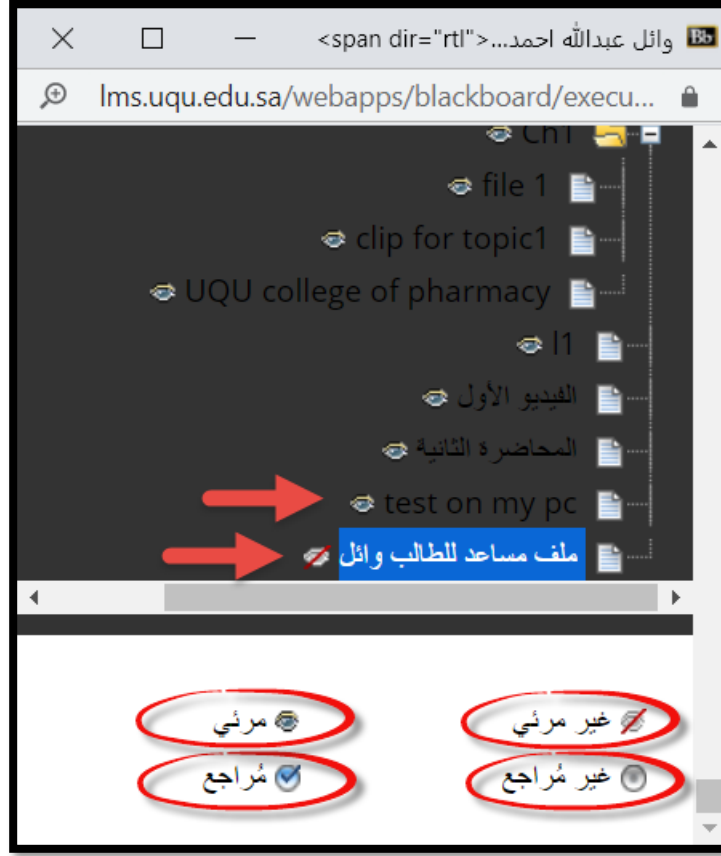 وائل عبدالله احمد...<span dir="rtl">
lms.uqu.edu.sa/webapps/blackboard/execu...
Ch1
file 1
clip for topic1
UQU college of pharmacy
l1
الفيديو الأول
المحاضرة الثانية
test on my pc
ملف مساعد للطالب وائل
غير مرئي
مرئي
غير مُراجع
مُراجع